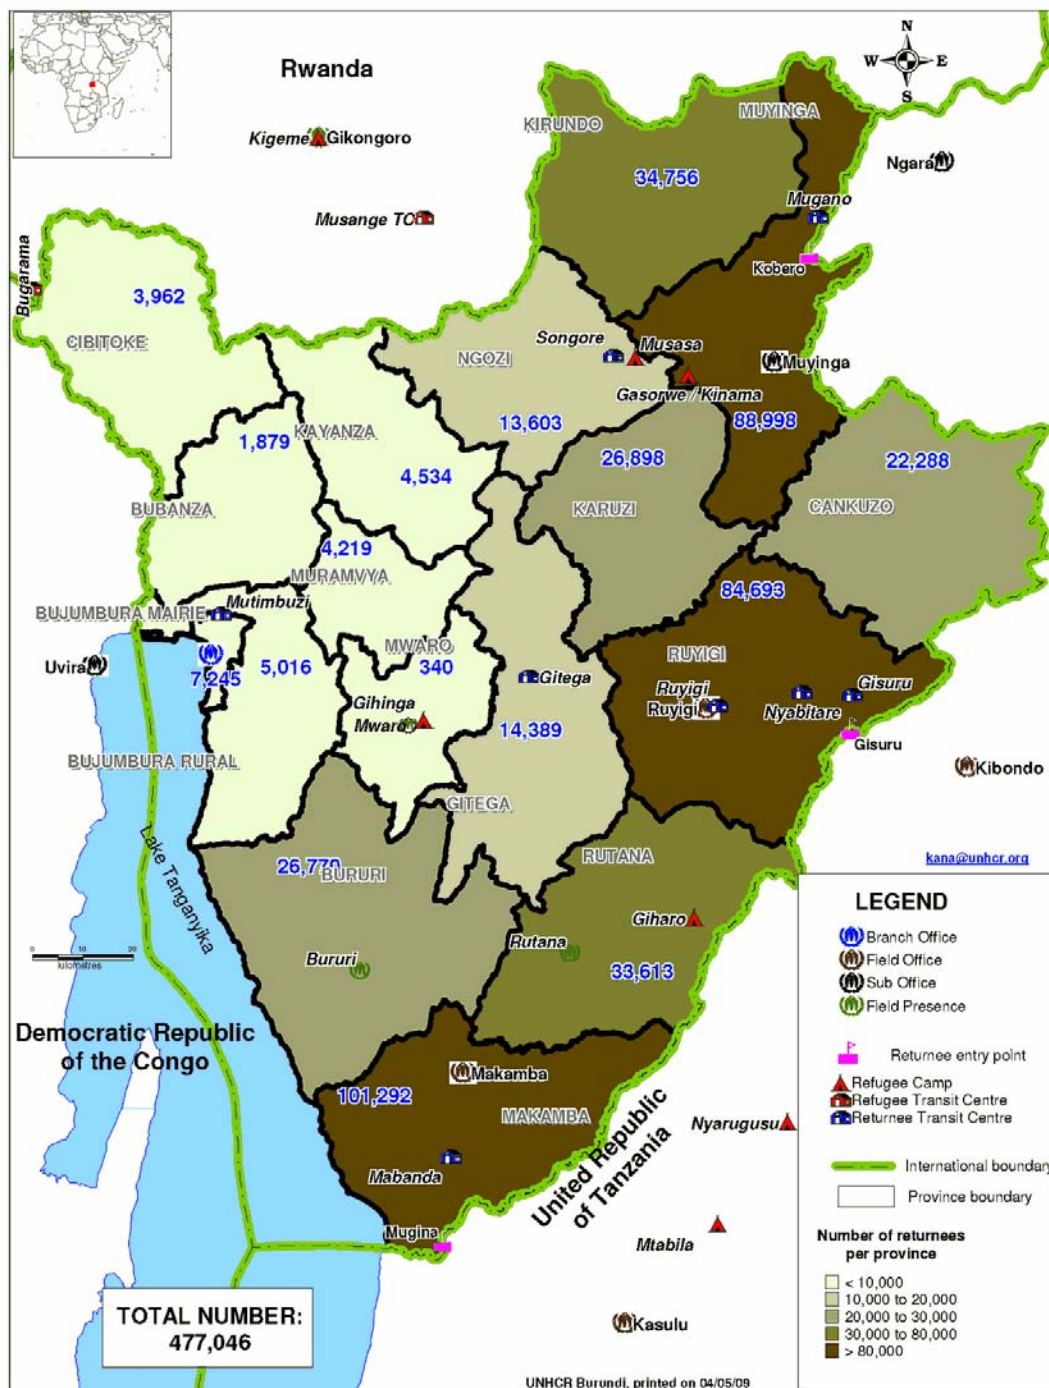 Rwanda
N
W E
S
KIRUNDO
MUYINGA
Kigeme
Gikongoro
Ngara
34,756
Mugano
Musange TC
Bugarama
Kobero
3,962
CIBITOKE
Songore
Musasa
NGOZI
Muyinga
Gasorwe / Kinama
13,603
88,998
KAYANZA
1,879
26,898
22,288
4,534
BUBANZA
KARUZI
CANKUZO
4,219
MURAMVYA
84,693
BUJUMBURA MAIRIE
Mutimbuzi
MWARO
Uvira
5,016
340
RUYIGI
7,245
Gitega
Ruyigi
Gisuru
Gihinga
Ruyigi
Nyabitare
Mwaro
14,389
Gisuru
BUJUMBURA RURAL
Kibondo
GITEGA
Lake Tanganyika
RUTANA
kana@unhcr.org
26,770
BURURI
LEGEND
Giharo
Branch Office
Rutana
Field Office
0 10 20
kilometres
Bururi
33,613
Sub Office
Field Presence
Democratic Republic
of the Congo
Returnee entry point
Makamba
Refugee Camp
101,292
Refugee Transit Centre
MAKAMBA
Returnee Transit Centre
Nyarugusu
United Republic
of Tanzania
International boundary
Mabanda
Province boundary
Mugina
Mtabila
Number of returnees
per province
< 10,000
10,000 to 20,000
20,000 to 30,000
30,000 to 80,000
> 80,000
TOTAL NUMBER:
477,046
Kasulu
UNHCR Burundi, printed on 04/05/09